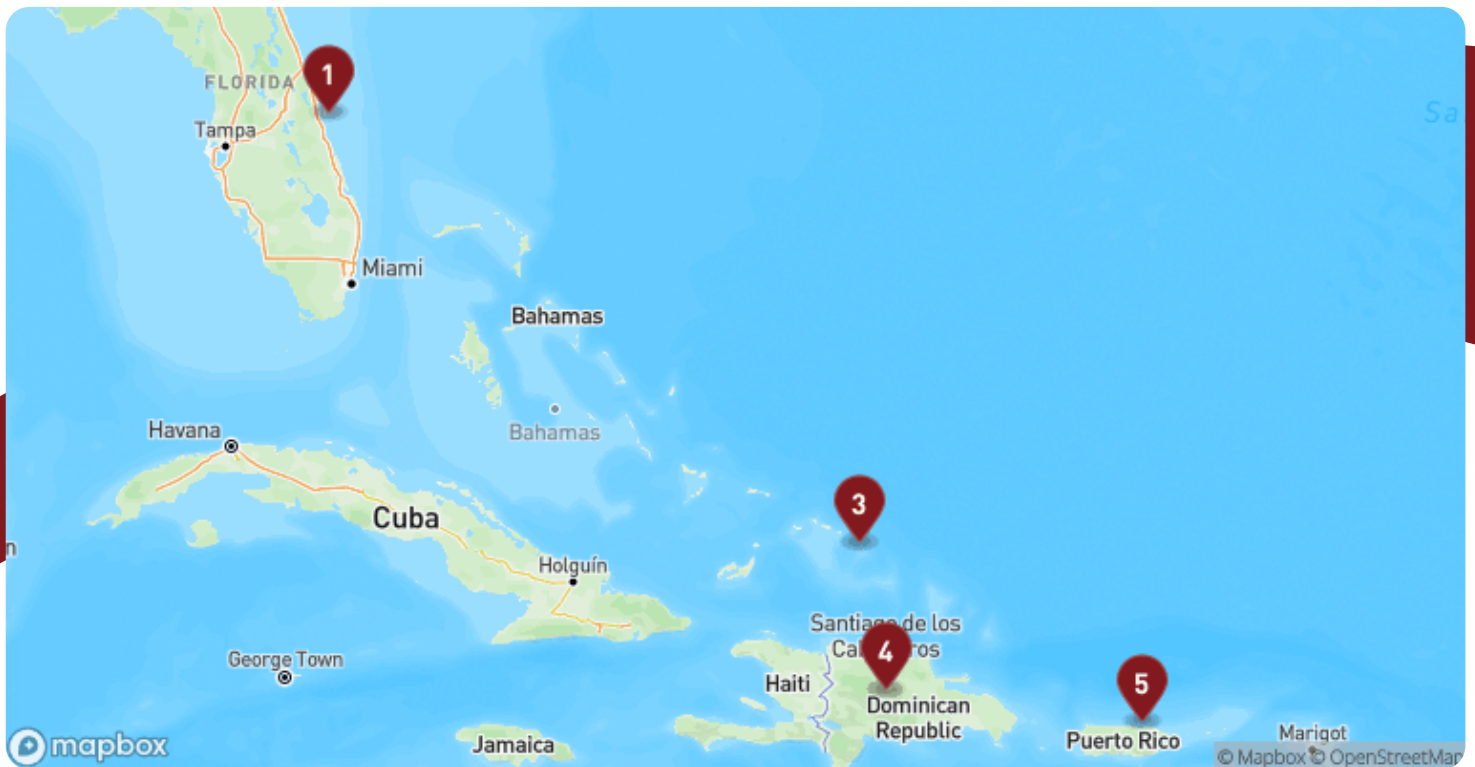 1
FLORIDA
Sa
Tampa
Miami
Bahamas
Bahamas
Havana
3
Cuba
n
Holguín
Santiago de los
Caballeros
4
George Town
Haiti
5
Dominican
Republic
Jamaica
Puerto Rico
Marigot
mapbox
© Mapbox © OpenStreetMap